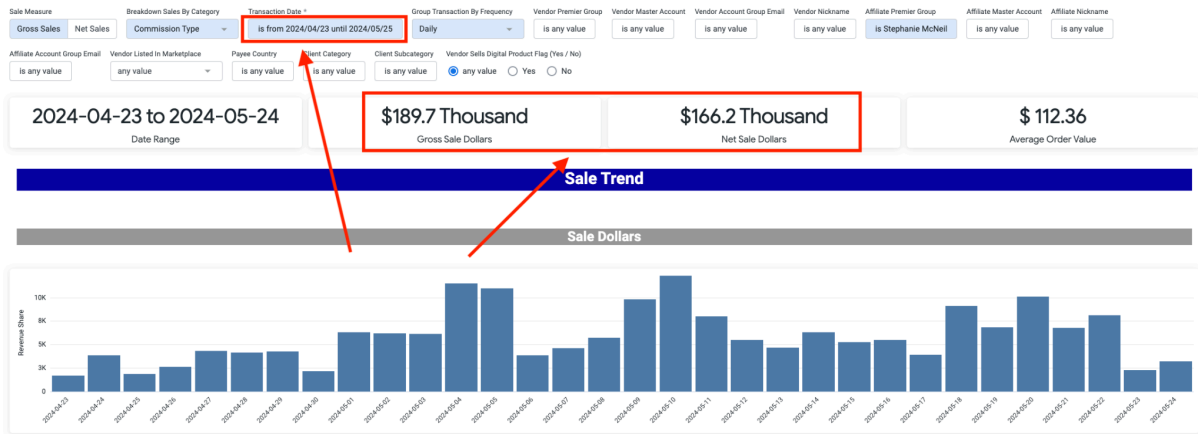 Sale Measure Breakdown Sales By Category Transaction Date * Group Transaction By Frequency Vendor Premier Group Vendor Master Account Vendor Account Group Email Vendor Nickname Affiliate Premier Group Affiliate Master Account Affiliate Nickname
Gross Sales Net Sales Commission Type is from 2024/04/23 until 2024/05/25 Daily is any value is any value is any value is any value is Stephanie McNeil is any value is any value
Affiliate Account Group Email Vendor Listed In Marketplace Payee Country Client Category Client Subcategory Vendor Sells Digital Product Flag (Yes / No)
is any value any value is any value is any value is any value any value Yes No
2024-04-23 to 2024-05-24 $189.7 Thousand $166.2 Thousand $ 112.36
Date Range Gross Sale Dollars Net Sale Dollars Average Order Value
Sale Trend
Sale Dollars
Revenue Share
10K
8K
5K
3K
0
2024-04-23 2024-04-24 2024-04-25 2024-04-26 2024-04-27 2024-04-28 2024-04-29 2024-04-30 2024-05-01 2024-05-02 2024-05-03 2024-05-04 2024-05-05 2024-05-06 2024-05-07 2024-05-08 2024-05-09 2024-05-10 2024-05-11 2024-05-12 2024-05-13 2024-05-14 2024-05-15 2024-05-16 2024-05-17 2024-05-18 2024-05-19 2024-05-20 2024-05-21 2024-05-22 2024-05-23 2024-05-24